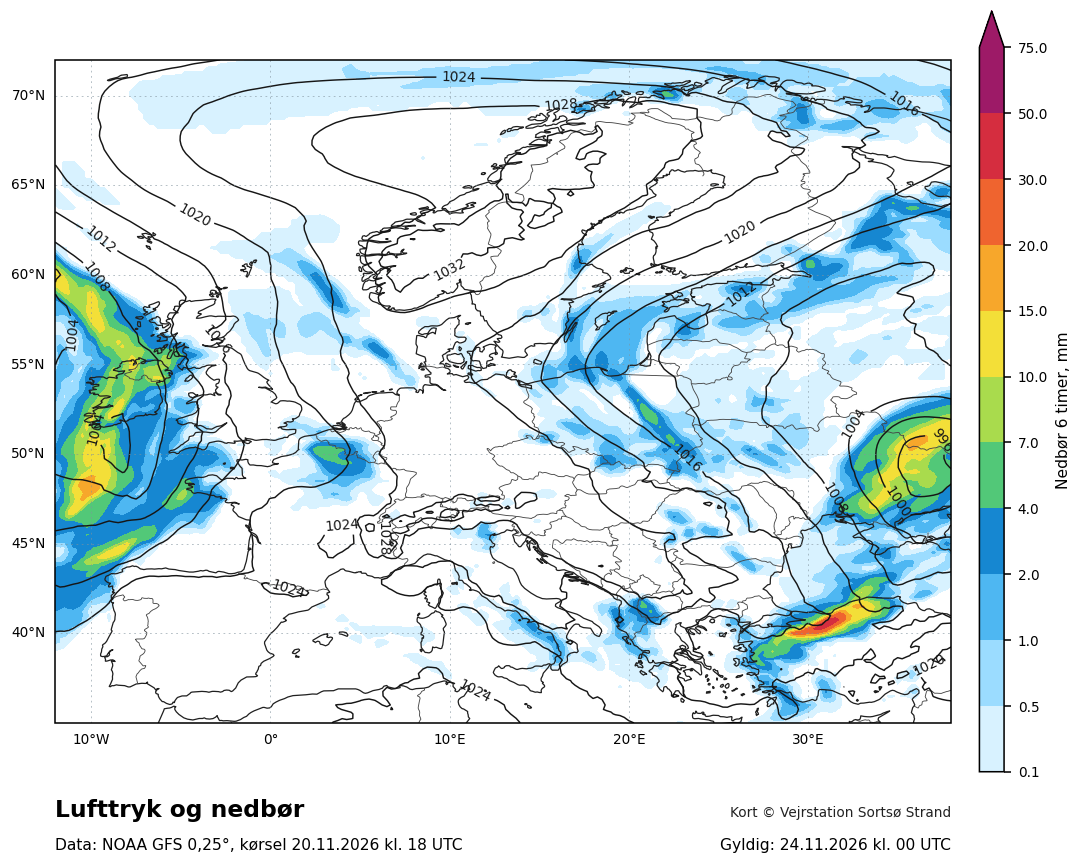 75.0
50.0
30.0
20.0
15.0
10.0
7.0
4.0
2.0
1.0
0.5
0.1
Nedbør 6 timer, mm
70°N
65°N
60°N
55°N
50°N
45°N
40°N
10°W
0°
10°E
20°E
30°E
1024
1028
1016
1020
1012
1008
1004
1032
1020
1012
1004
996
1016
1008
1000
1024
1028
1024
1024
1020
Lufttryk og nedbør
Kort © Vejrstation Sortsø Strand
Data: NOAA GFS 0,25°, kørsel 20.11.2026 kl. 18 UTC
Gyldig: 24.11.2026 kl. 00 UTC